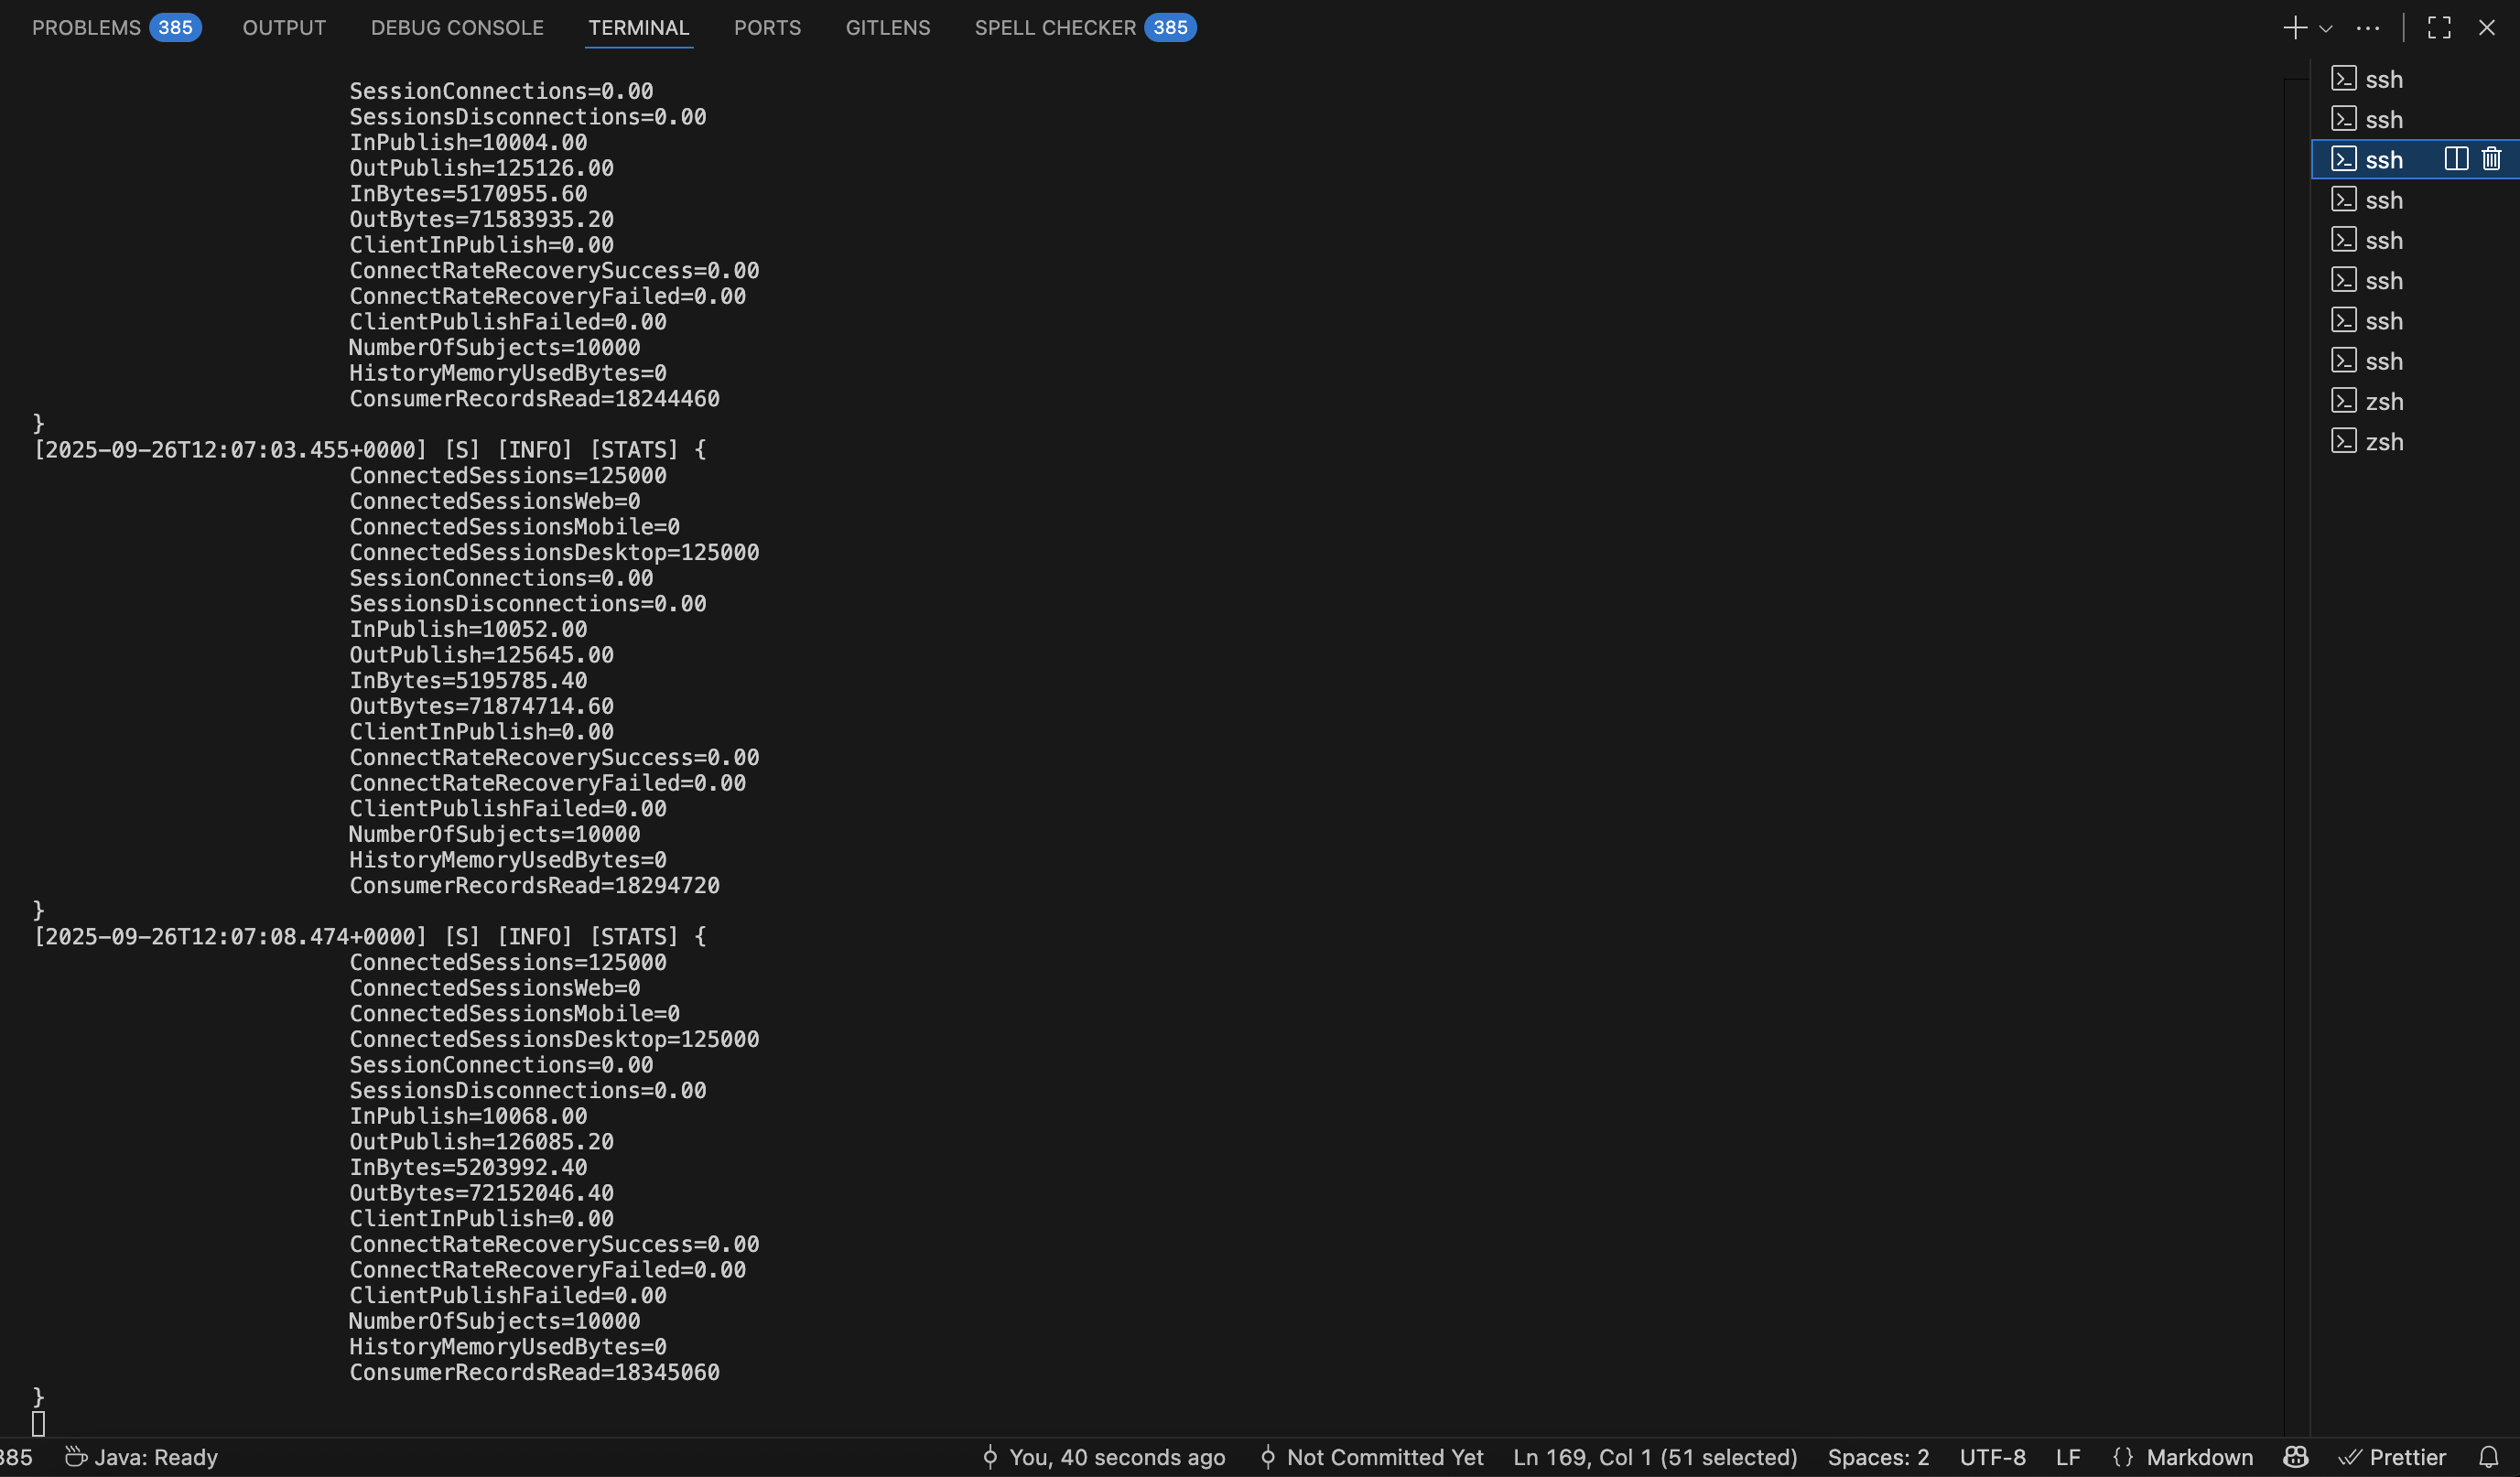 PROBLEMS 385 OUTPUT DEBUG CONSOLE TERMINAL PORTS GITLENS SPELL CHECKER 385
SessionConnections=0.00
SessionsDisconnections=0.00
InPublish=10004.00
OutPublish=125126.00
InBytes=5170955.60
OutBytes=71583935.20
ClientInPublish=0.00
ConnectRateRecoverySuccess=0.00
ConnectRateRecoveryFailed=0.00
ClientPublishFailed=0.00
NumberOfSubjects=10000
HistoryMemoryUsedBytes=0
ConsumerRecordsRead=18244460
}
[2025-09-26T12:07:03.455+0000] [S] [INFO] [STATS] {
ConnectedSessions=125000
ConnectedSessionsWeb=0
ConnectedSessionsMobile=0
ConnectedSessionsDesktop=125000
SessionConnections=0.00
SessionsDisconnections=0.00
InPublish=10052.00
OutPublish=125645.00
InBytes=5195785.40
OutBytes=71874714.60
ClientInPublish=0.00
ConnectRateRecoverySuccess=0.00
ConnectRateRecoveryFailed=0.00
ClientPublishFailed=0.00
NumberOfSubjects=10000
HistoryMemoryUsedBytes=0
ConsumerRecordsRead=18294720
}
[2025-09-26T12:07:08.474+0000] [S] [INFO] [STATS] {
ConnectedSessions=125000
ConnectedSessionsWeb=0
ConnectedSessionsMobile=0
ConnectedSessionsDesktop=125000
SessionConnections=0.00
SessionsDisconnections=0.00
InPublish=10068.00
OutPublish=126085.20
InBytes=5203992.40
OutBytes=72152046.40
ClientInPublish=0.00
ConnectRateRecoverySuccess=0.00
ConnectRateRecoveryFailed=0.00
ClientPublishFailed=0.00
NumberOfSubjects=10000
HistoryMemoryUsedBytes=0
ConsumerRecordsRead=18345060
}
ssh
ssh
ssh
ssh
ssh
ssh
ssh
ssh
zsh
zsh
385 Java: Ready You, 40 seconds ago Not Committed Yet Ln 169, Col 1 (51 selected) Spaces: 2 UTF-8 LF {} Markdown Prettier